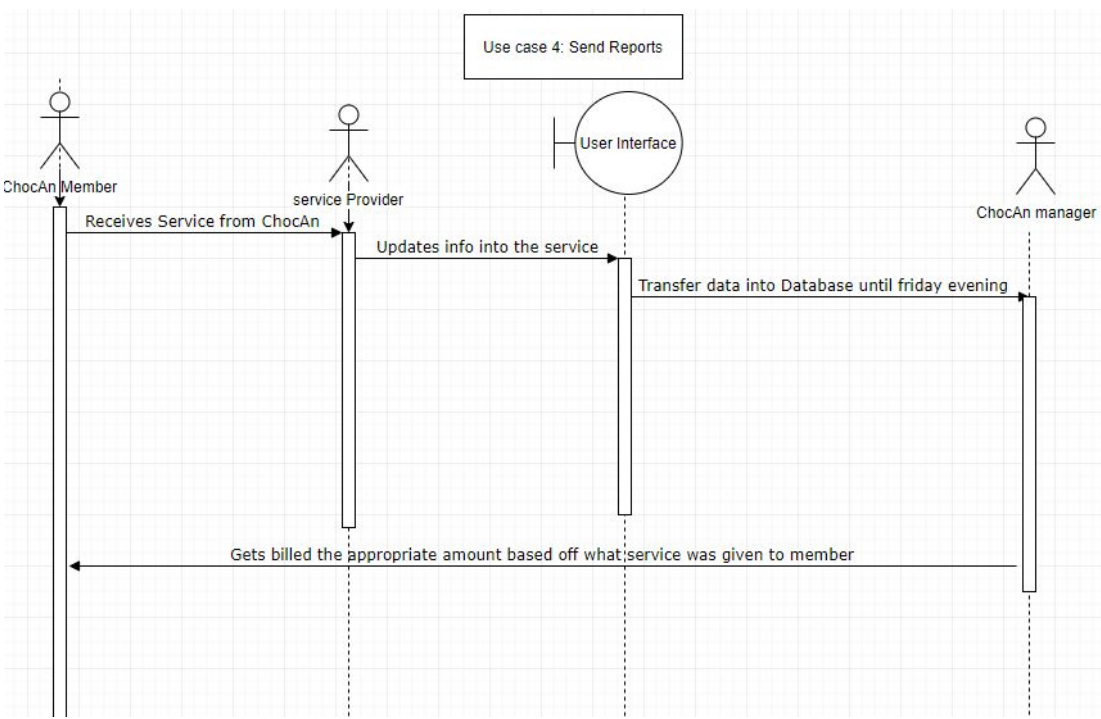 Use case 4: Send Reports
User Interface
ChocAn Member
service Provider
ChocAn manager
Receives Service from ChocAn
Updates info into the service
Transfer data into Database until friday evening
Gets billed the appropriate amount based off what service was given to member